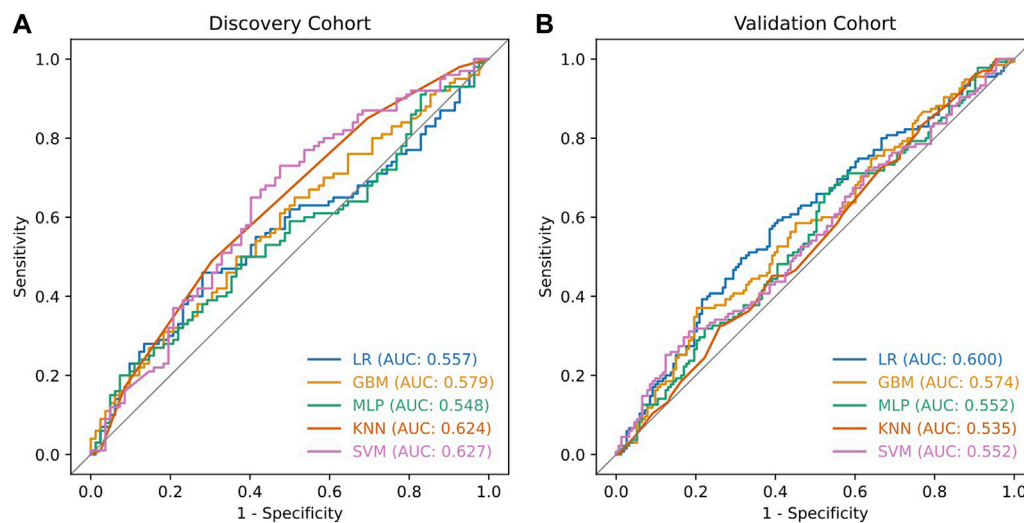 A
Discovery Cohort
Sensitivity
1.0
0.8
0.6
0.4
0.2
0.0
LR (AUC: 0.557)
GBM (AUC: 0.579)
MLP (AUC: 0.548)
KNN (AUC: 0.624)
SVM (AUC: 0.627)
0.0 0.2 0.4 0.6 0.8 1.0
1 - Specificity
B
Validation Cohort
Sensitivity
1.0
0.8
0.6
0.4
0.2
0.0
LR (AUC: 0.600)
GBM (AUC: 0.574)
MLP (AUC: 0.552)
KNN (AUC: 0.535)
SVM (AUC: 0.552)
0.0 0.2 0.4 0.6 0.8 1.0
1 - Specificity